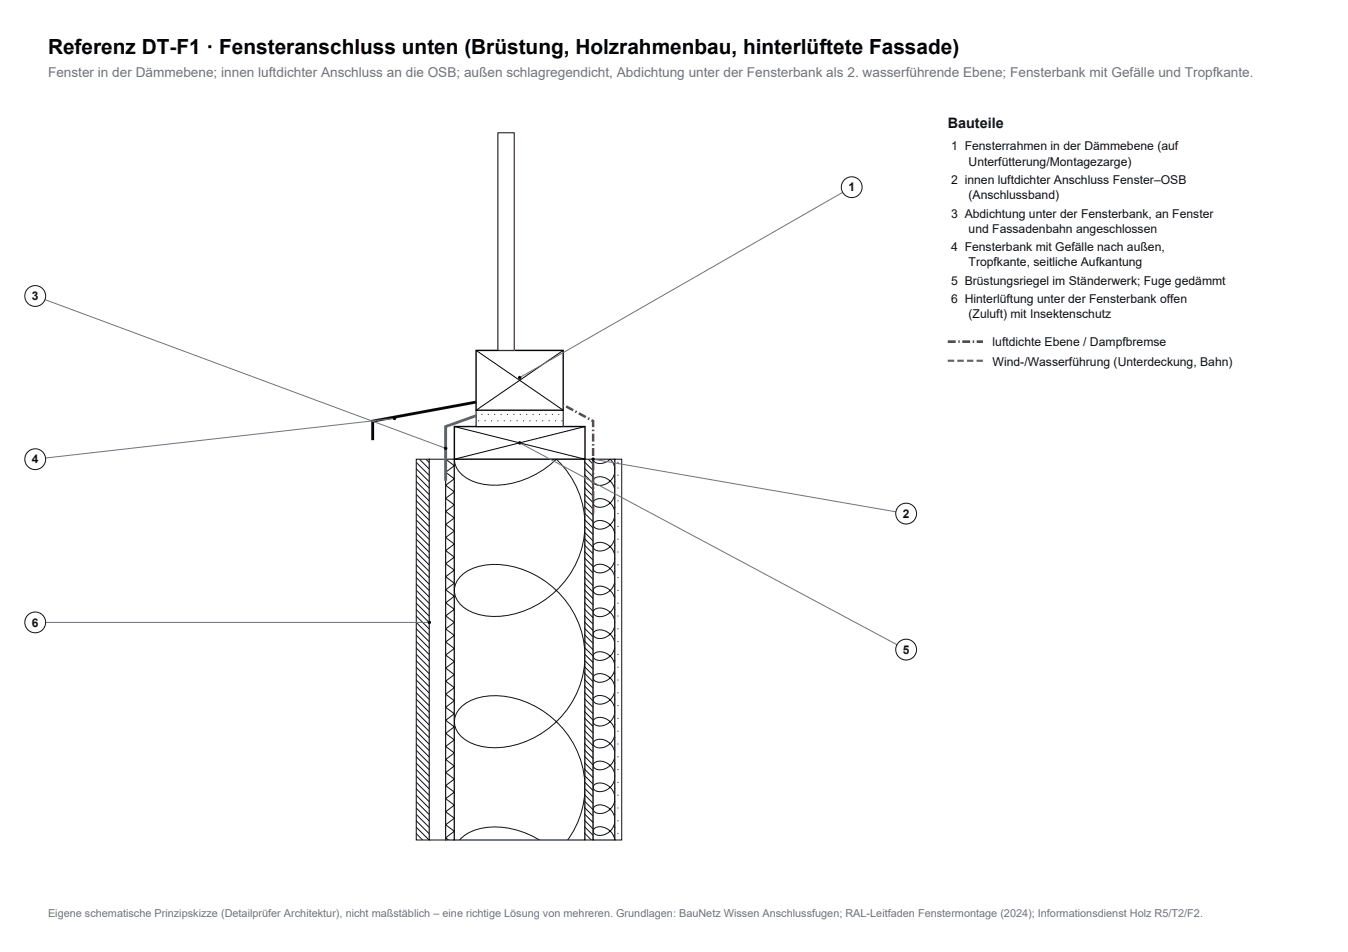 Referenz DT-F1 · Fensteranschluss unten (Brüstung, Holzrahmenbau, hinterlüftete Fassade)
Fenster in der Dämmebene; innen luftdichter Anschluss an die OSB; außen schlagregendicht, Abdichtung unter der Fensterbank als 2. wasserführende Ebene; Fensterbank mit Gefälle und Tropfkante.
Bauteile
1 Fensterrahmen in der Dämmebene (auf
Unterfütterung/Montagezarge)
2 innen luftdichter Anschluss Fenster–OSB
(Anschlussband)
3 Abdichtung unter der Fensterbank, an Fenster
und Fassadenbahn angeschlossen
4 Fensterbank mit Gefälle nach außen,
Tropfkante, seitliche Aufkantung
5 Brüstungsriegel im Ständerwerk; Fuge gedämmt
6 Hinterlüftung unter der Fensterbank offen
(Zuluft) mit Insektenschutz
luftdichte Ebene / Dampfbremse
Wind-/Wasserführung (Unterdeckung, Bahn)
1
3
4
2
6
5
Eigene schematische Prinzipskizze (Detailprüfer Architektur), nicht maßstäblich – eine richtige Lösung von mehreren. Grundlagen: BauNetz Wissen Anschlussfugen; RAL-Leitfaden Fenstermontage (2024); Informationsdienst Holz R5/T2/F2.